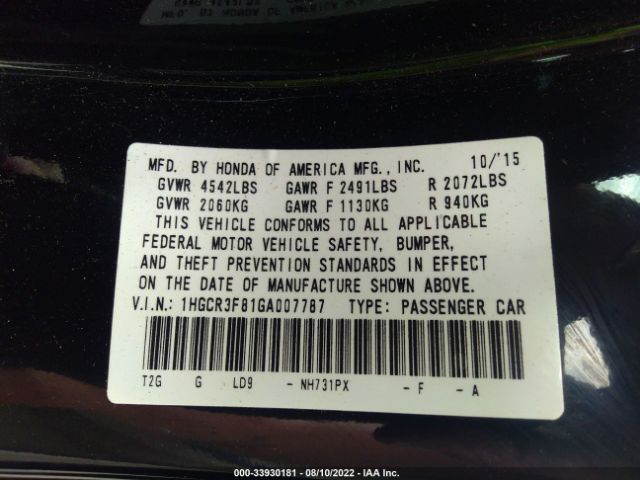 MFD. BY HONDA OF AMERICA MFG., INC. 10/'15
GVWR 4542LBS GAWR F 2491LBS R 2072LBS
GVWR 2060KG GAWR F 1130KG R 940KG
THIS VEHICLE CONFORMS TO ALL APPLICABLE
FEDERAL MOTOR VEHICLE SAFETY, BUMPER,
AND THEFT PREVENTION STANDARDS IN EFFECT
ON THE DATE OF MANUFACTURE SHOWN ABOVE.
V.I.N.: 1HGCR3F81GA007787 TYPE: PASSENGER CAR
T2G G LD9 - NH731PX - F - A
000-33930181 - 08/10/2022 - IAA Inc.